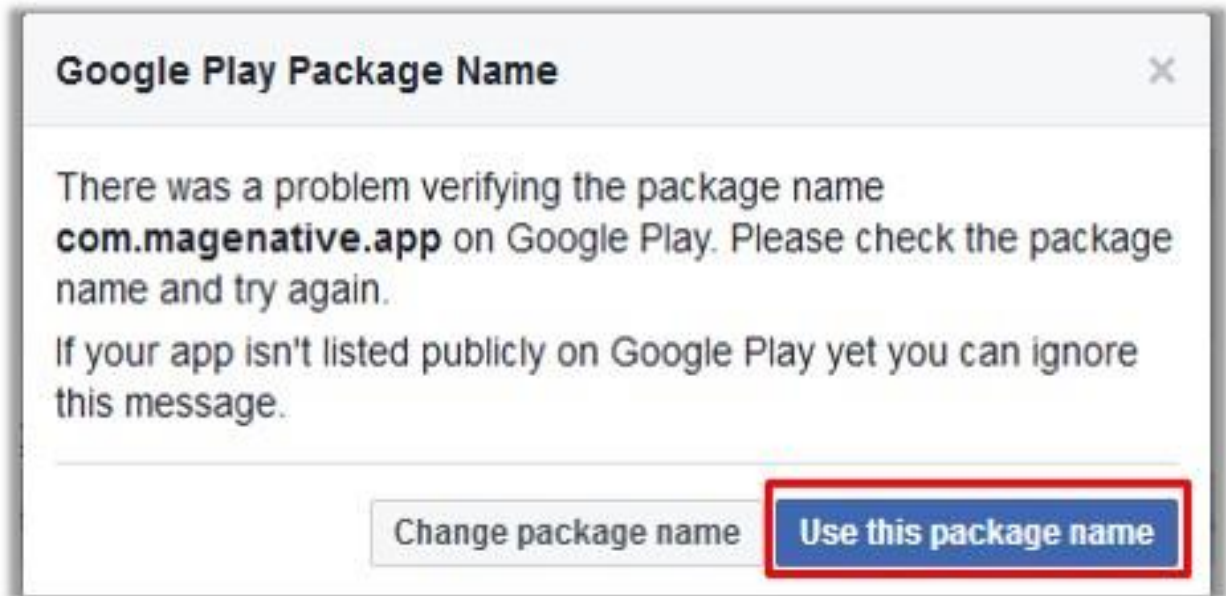 Google Play Package Name
There was a problem verifying the package name
com.magenative.app on Google Play. Please check the package
name and try again.
If your app isn't listed publicly on Google Play yet you can ignore
this message.
Change package name
Use this package name